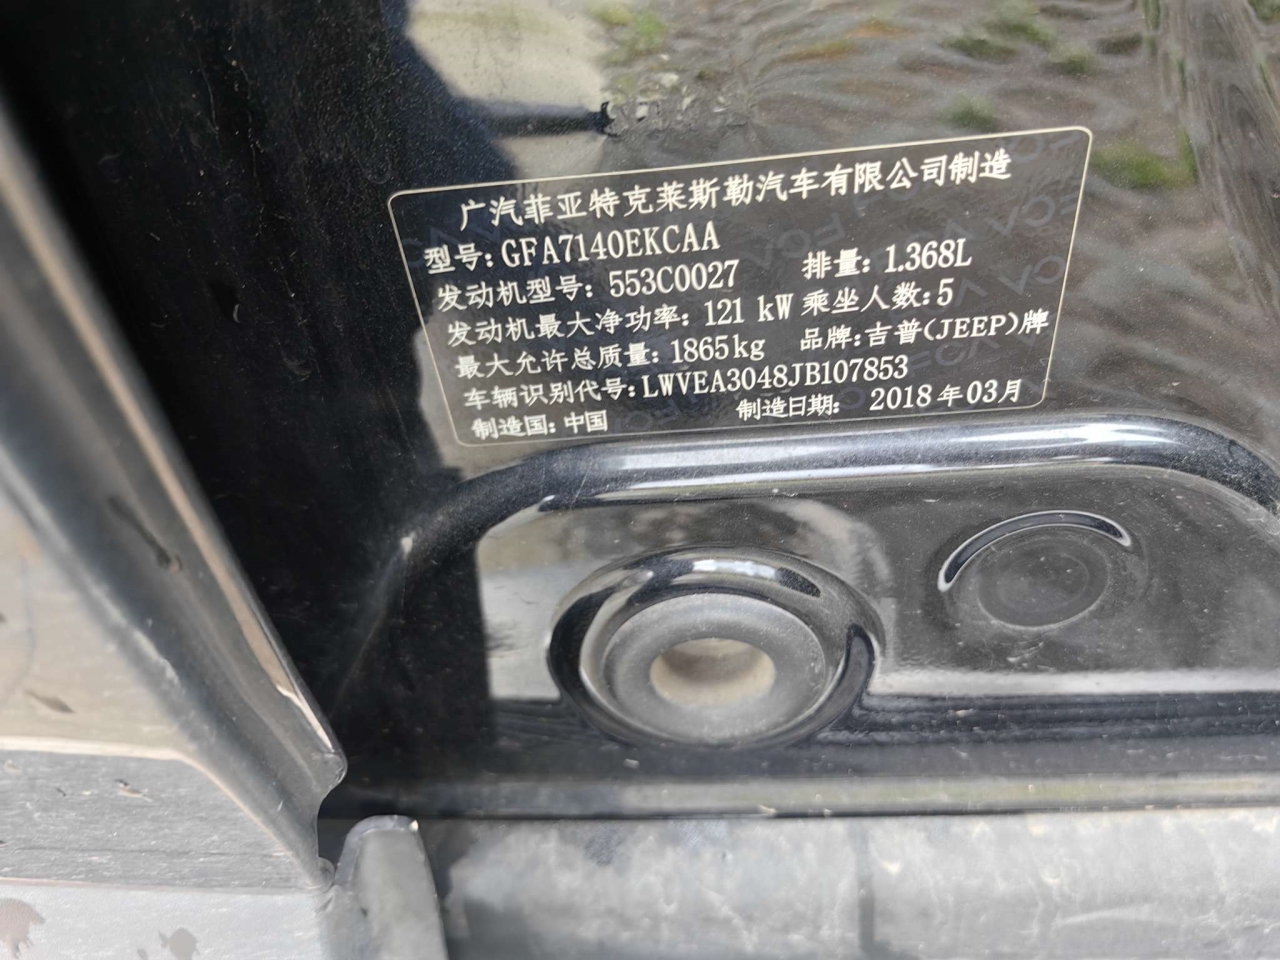 广汽菲亚特克莱斯勒汽车有限公司制造
型号: GFA7140EKCAA
发动机型号: 553C0027 排量: 1.368L
发动机最大净功率: 121 kW 乘坐人数: 5
最大允许总质量: 1865kg 品牌: 吉普(JEEP)牌
车辆识别代号: LWVEA3048JB107853
制造国: 中国 制造日期: 2018年03月